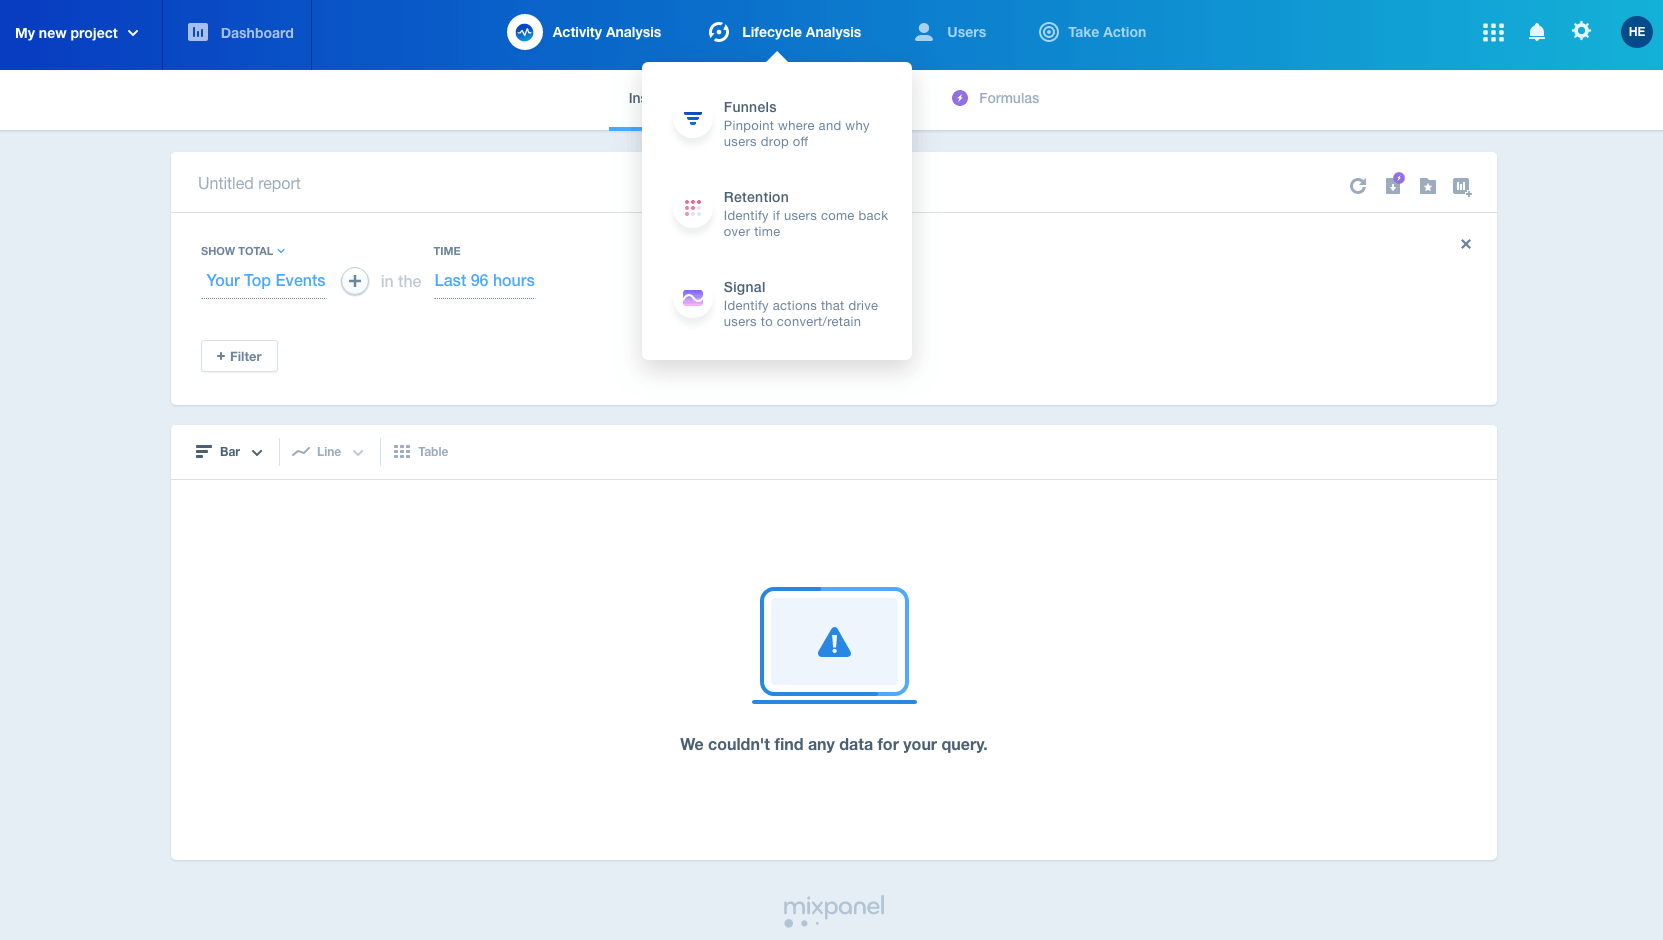 My new project
Dashboard
Activity Analysis
Lifecycle Analysis
Users
Take Action
HE
Formulas
Funnels
Pinpoint where and why
users drop off
Retention
Identify if users come back
over time
Signal
Identify actions that drive
users to convert/retain
Untitled report
SHOW TOTAL
TIME
Your Top Events
in the
Last 96 hours
+ Filter
Bar
Line
Table
We couldn't find any data for your query.
mixpanel